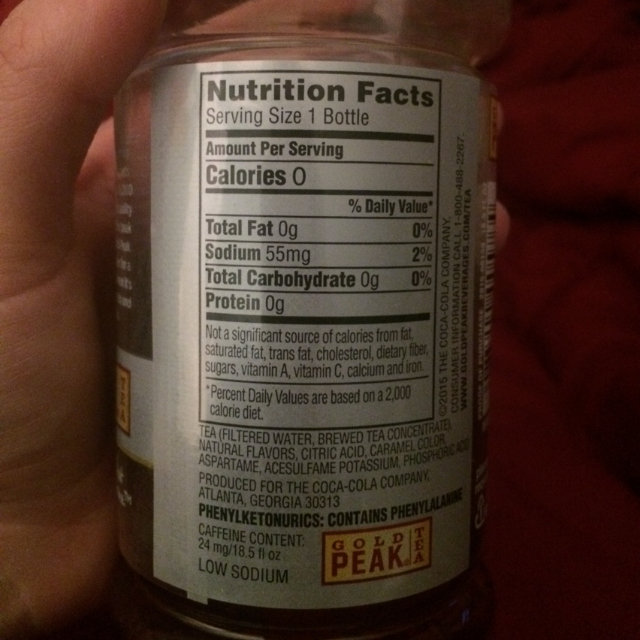 Nutrition Facts
Serving Size 1 Bottle
Amount Per Serving
Calories 0
% Daily Value*
Total Fat 0g 0%
Sodium 55mg 2%
Total Carbohydrate 0g 0%
Protein 0g
Not a significant source of calories from fat,
saturated fat, trans fat, cholesterol, dietary fiber,
sugars, vitamin A, vitamin C, calcium and iron.
*Percent Daily Values are based on a 2,000
calorie diet.
TEA (FILTERED WATER, BREWED TEA CONCENTRATE),
NATURAL FLAVORS, CITRIC ACID, CARAMEL COLOR,
ASPARTAME, ACESULFAME POTASSIUM, PHOSPHORIC ACID
PRODUCED FOR THE COCA-COLA COMPANY,
ATLANTA, GEORGIA 30313
PHENYLKETONURICS: CONTAINS PHENYLALANINE
CAFFEINE CONTENT:
24 mg/18.5 fl oz
LOW SODIUM
GOLD
PEAK
TEA
©2015 THE COCA-COLA COMPANY.
CONSUMER INFORMATION CALL 1-800-488-2267.
WWW.GOLDPEAKBEVERAGES.COM/TEA
TEA